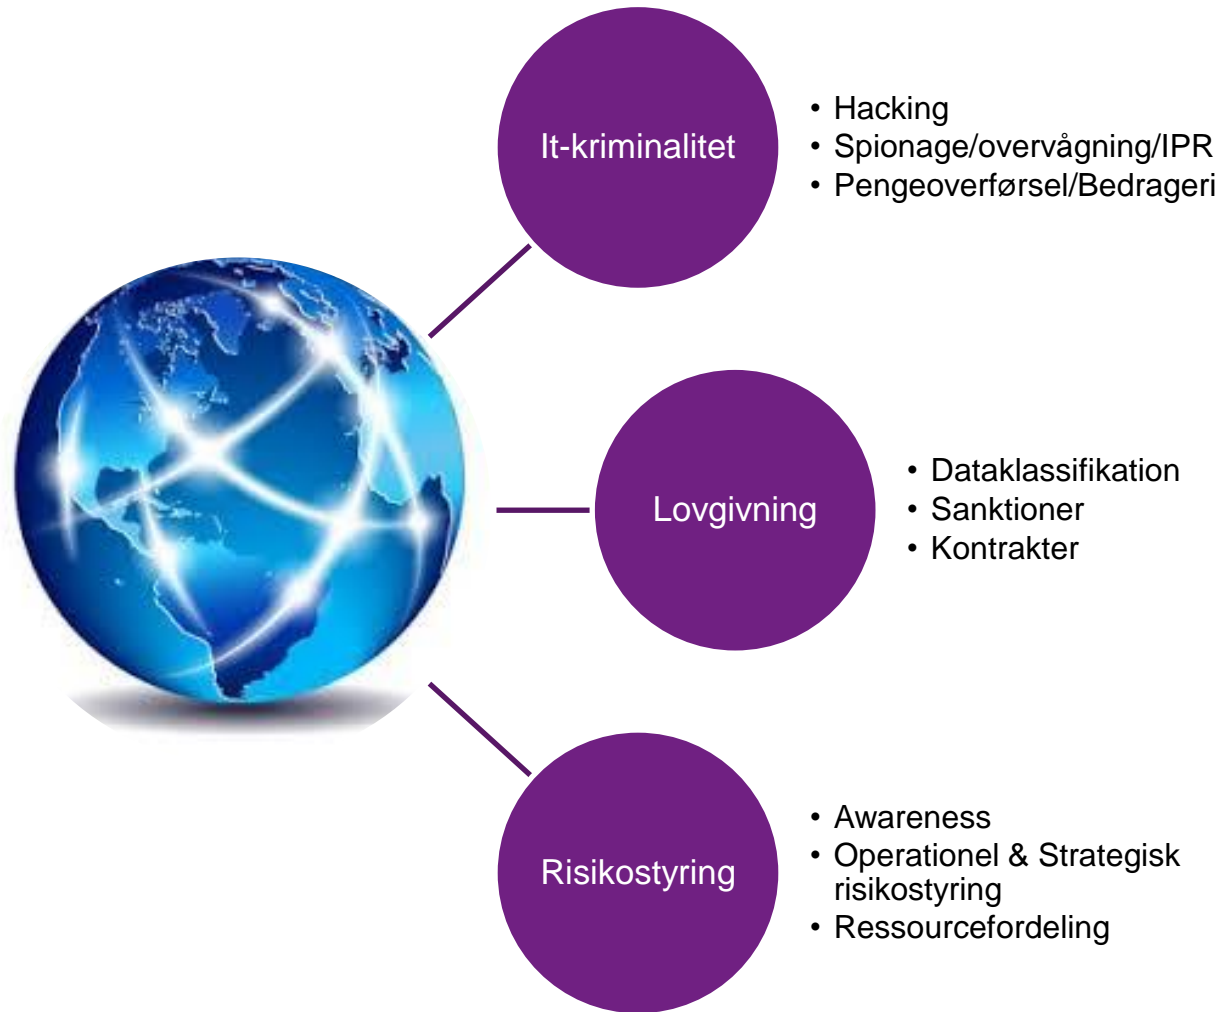 It-kriminalitet
• Hacking
• Spionage/overvågning/IPR
• Pengeoverførsel/Bedrageri
Lovgivning
• Dataklassifikation
• Sanktioner
• Kontrakter
Risikostyring
• Awareness
• Operationel & Strategisk
risikostyring
• Ressourcefordeling